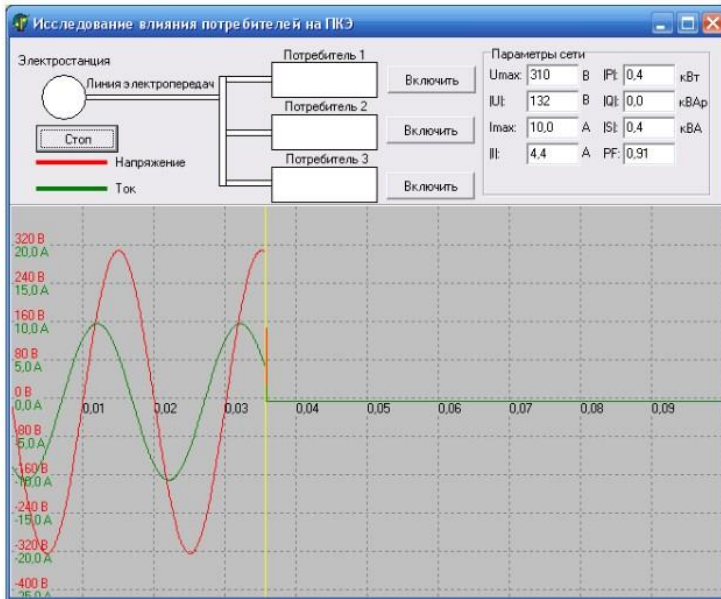 Исследование влияния потребителей на ПКЭ
Электростанция
Линия электропередач
Стоп
Напряжение
Ток
Потребитель 1
Включить
Потребитель 2
Включить
Потребитель 3
Включить
Параметры сети
Umax: 310 В |P|: 0,4 кВт
|U|: 132 В |Q|: 0,0 кВАр
Imax: 10,0 А |S|: 0,4 кВА
|I|: 4,4 А PF: 0,91
320 В
20,0 А
240 В
15,0 А
160 В
10,0 А
80 В
5,0 А
0 В
0,0 А
0,01 0,02 0,03 0,04 0,05 0,06 0,07 0,08 0,09
-80 В
-5,0 А
-160 В
-10,0 А
-240 В
-15,0 А
-320 В
-20,0 А
-400 В
-25,0 А